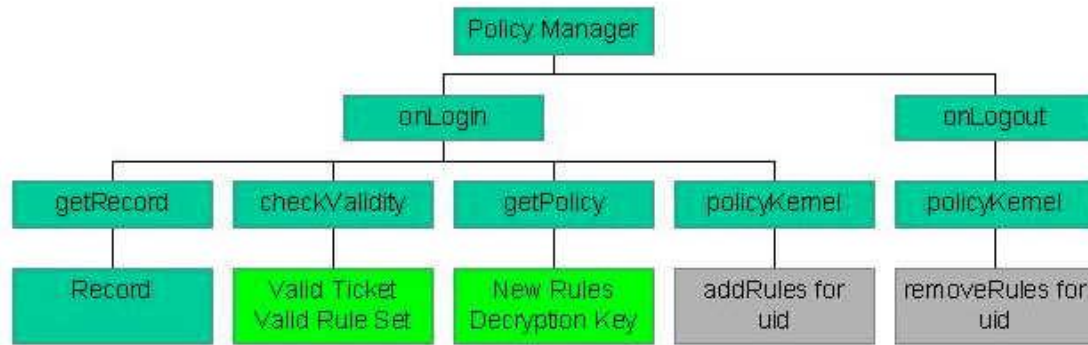 Policy Manager
onLogin
onLogout
getRecord
checkValidity
getPolicy
policyKernel
policyKernel
Record
Valid Ticket
Valid Rule Set
New Rules
Decryption Key
addRules for
uid
removeRules for
uid